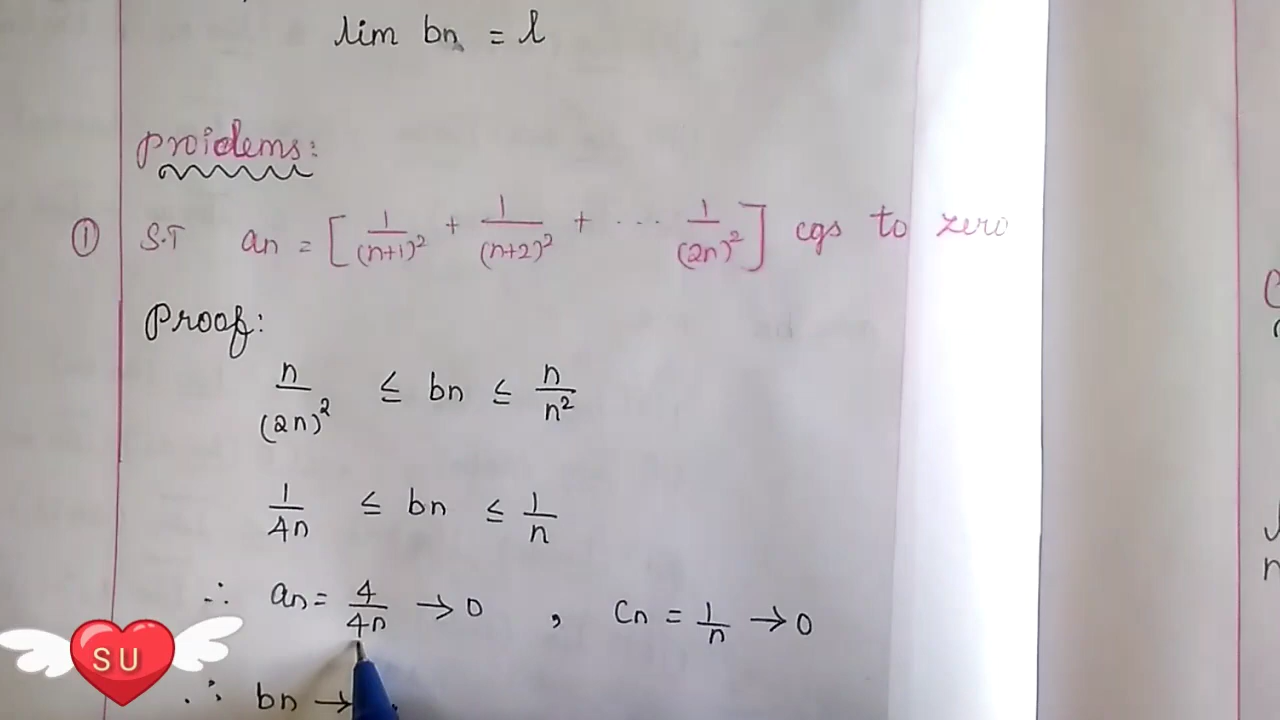 lim bn = l
Problems:
① S.T an = [1/(n+1)² + 1/(n+2)² + ... 1/(2n)²] cgs to zero
Proof:
n/(2n)² ≤ bn ≤ n/n²
1/4n ≤ bn ≤ 1/n
∴ an = 4/4n → 0 , Cn = 1/n → 0
SU
∴ bn →